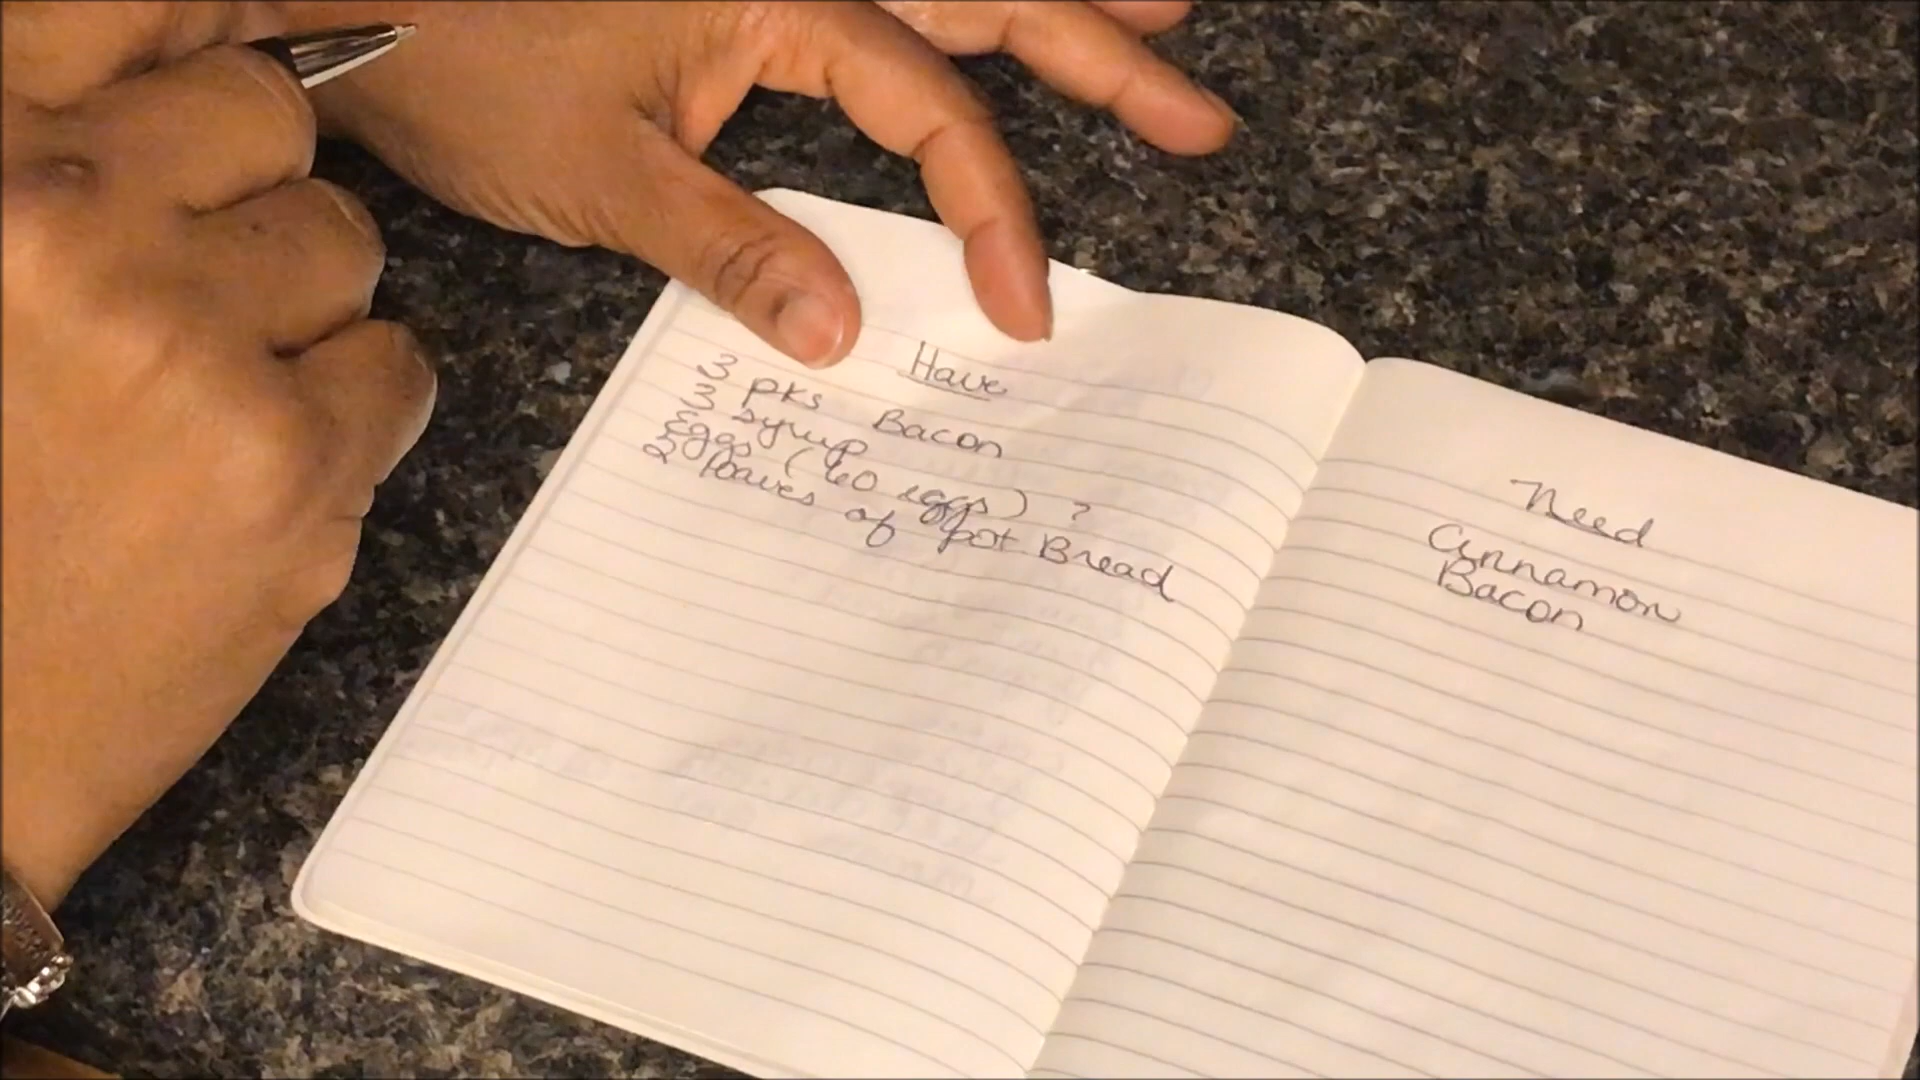 Have
3 pks Bacon
3 syrup
Eggs (60 eggs) ?
2 loaves of pot Bread
Need
Cinnamon
Bacon